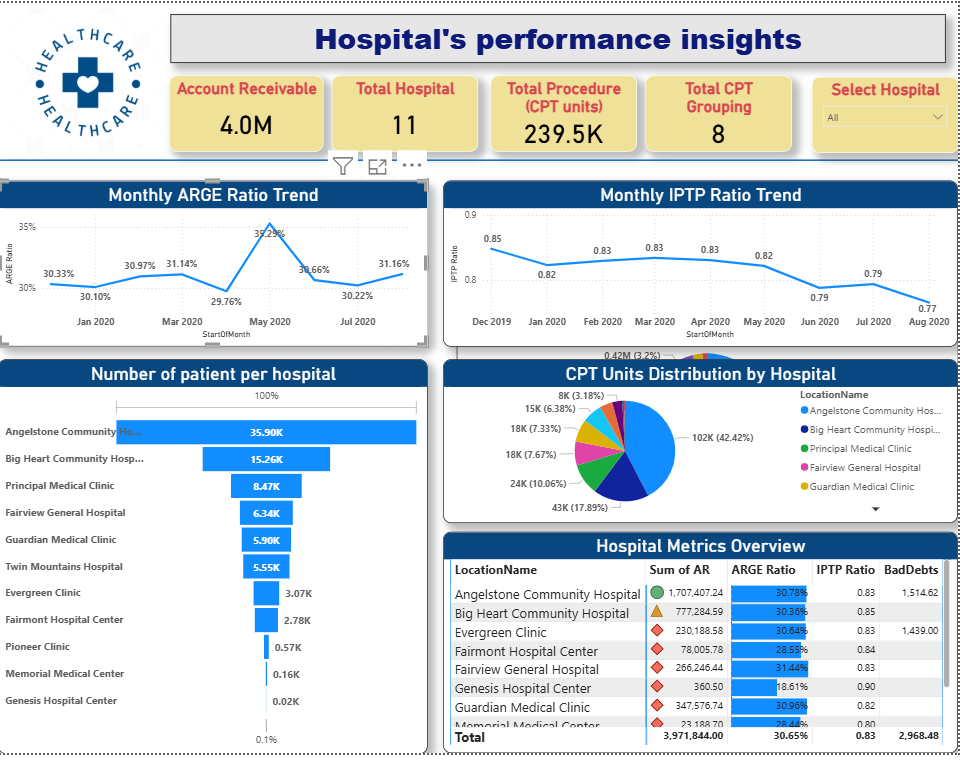 HEALTHCARE
HEALTHCARE
Hospital's performance insights
Account Receivable
4.0M
Total Hospital
11
Total Procedure
(CPT units)
239.5K
Total CPT
Grouping
8
Select Hospital
All
Monthly ARGE Ratio Trend
ARGE Ratio
35%
30%
30.33%
30.10%
30.97%
31.14%
29.76%
35.29%
30.66%
30.22%
31.16%
Jan 2020
Mar 2020
May 2020
Jul 2020
StartOfMonth
Monthly IPTP Ratio Trend
IPTP Ratio
0.9
0.8
0.85
0.82
0.83
0.83
0.83
0.82
0.79
0.79
0.77
Dec 2019
Jan 2020
Feb 2020
Mar 2020
Apr 2020
May 2020
Jun 2020
Jul 2020
Aug 2020
StartOfMonth
0.42M (3.2%)
Number of patient per hospital
100%
Angelstone Community Ho...
35.90K
Big Heart Community Hosp...
15.26K
Principal Medical Clinic
8.47K
Fairview General Hospital
6.34K
Guardian Medical Clinic
5.90K
Twin Mountains Hospital
5.55K
Evergreen Clinic
3.07K
Fairmont Hospital Center
2.78K
Pioneer Clinic
0.57K
Memorial Medical Center
0.16K
Genesis Hospital Center
0.02K
0.1%
CPT Units Distribution by Hospital
8K (3.18%)
15K (6.38%)
18K (7.33%)
18K (7.67%)
24K (10.06%)
43K (17.89%)
102K (42.42%)
LocationName
Angelstone Community Hos...
Big Heart Community Hospi...
Principal Medical Clinic
Fairview General Hospital
Guardian Medical Clinic
Hospital Metrics Overview
LocationName Sum of AR ARGE Ratio IPTP Ratio BadDebts
Angelstone Community Hospital 1,707,407.24 30.78% 0.83 1,514.62
Big Heart Community Hospital 777,284.59 30.36% 0.85
Evergreen Clinic 230,188.58 30.64% 0.83 1,439.00
Fairmont Hospital Center 78,005.78 28.55% 0.84
Fairview General Hospital 266,246.44 31.44% 0.83
Genesis Hospital Center 360.50 18.61% 0.90
Guardian Medical Clinic 347,576.74 30.96% 0.82
Memorial Medical Center 23,188.70 28.44% 0.80
Total 3,971,844.00 30.65% 0.83 2,968.48